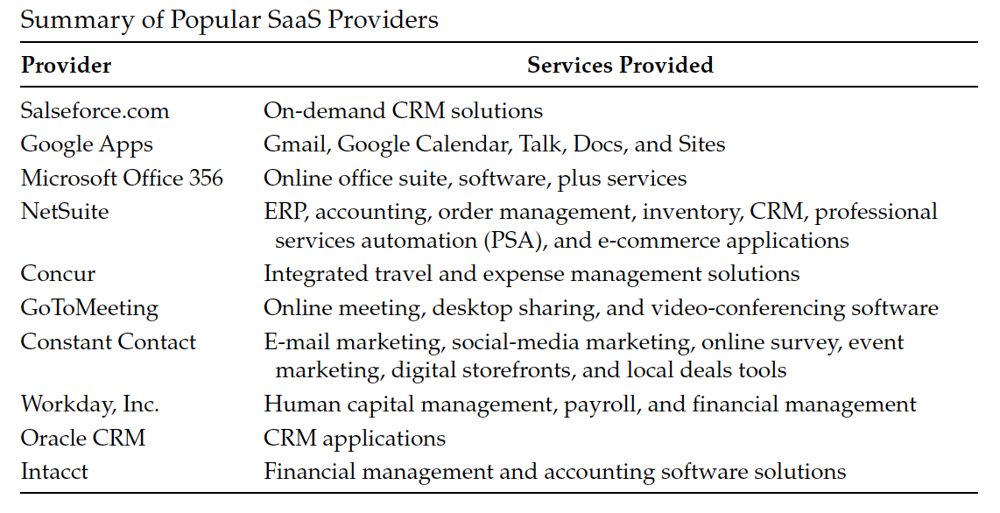 Summary of Popular SaaS Providers
Provider Services Provided
Salseforce.com On-demand CRM solutions
Google Apps Gmail, Google Calendar, Talk, Docs, and Sites
Microsoft Office 356 Online office suite, software, plus services
NetSuite ERP, accounting, order management, inventory, CRM, professional
services automation (PSA), and e-commerce applications
Concur Integrated travel and expense management solutions
GoToMeeting Online meeting, desktop sharing, and video-conferencing software
Constant Contact E-mail marketing, social-media marketing, online survey, event
marketing, digital storefronts, and local deals tools
Workday, Inc. Human capital management, payroll, and financial management
Oracle CRM CRM applications
Intacct Financial management and accounting software solutions